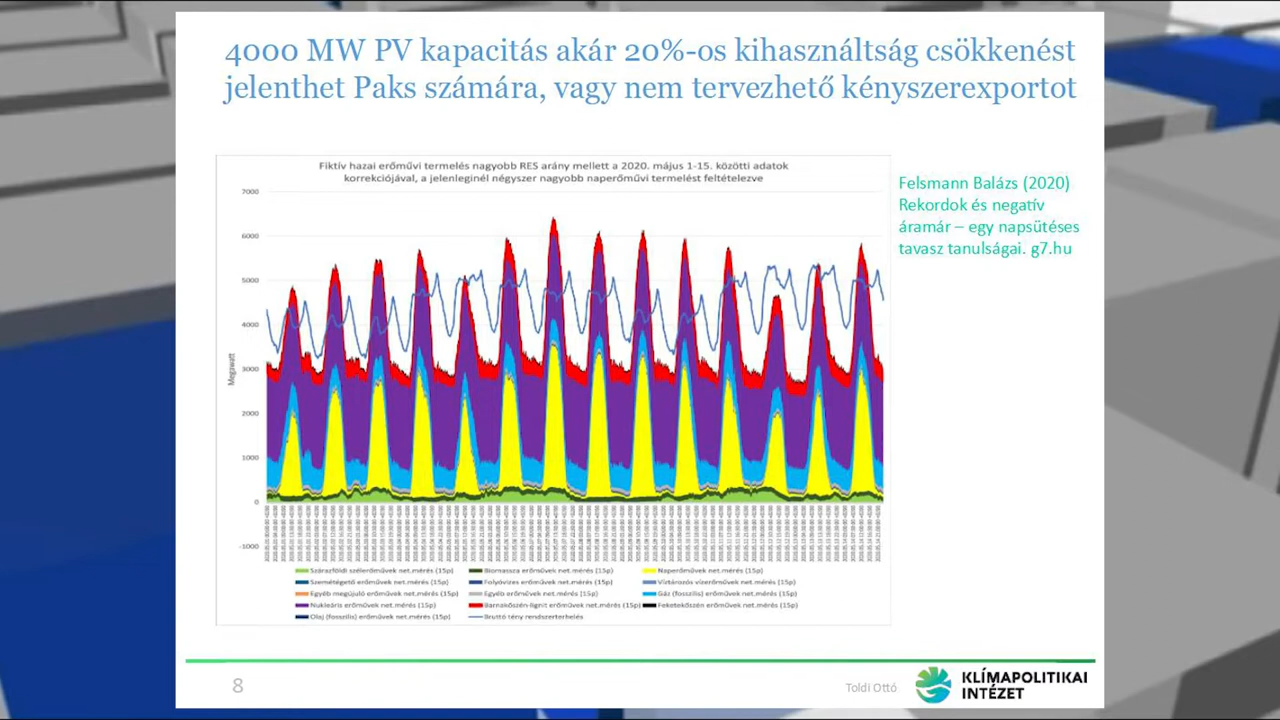 4000 MW PV kapacitás akár 20%-os kihasználtság csökkenést
jelenthet Paks számára, vagy nem tervezhető kényszerexportot
Fiktív hazai erőművi termelés nagyobb RES arány mellett a 2020. május 1-15. közötti adatok
korrekciójával, a jelenleginél négyszer nagyobb naperőművi termelést feltételezve
Felsmann Balázs (2020)
Rekordok és negatív
áramár – egy napsütéses
tavasz tanulságai. g7.hu
7000
6000
5000
4000
3000
2000
1000
0
-1000
Megawatt
Szárazföldi szélerőművek net.mérés (15p)
Biomassza erőművek net.mérés (15p)
Naperőművek net.mérés (15p)
Szemétégető erőművek net.mérés (15p)
Folyóvizes erőművek net.mérés (15p)
Víztározós vízerőművek net.mérés (15p)
Egyéb megújuló erőművek net.mérés (15p)
Egyéb erőművek net.mérés (15p)
Gáz (fosszilis) erőművek net.mérés (15p)
Nukleáris erőművek net.mérés (15p)
Barnakőszén-lignit erőművek net.mérés (15p)
Feketekőszén erőművek net.mérés (15p)
Olaj (fosszilis) erőművek net.mérés (15p)
Bruttó tény rendszerterhelés
8
Toldi Ottó
KLÍMAPOLITIKAI
INTÉZET